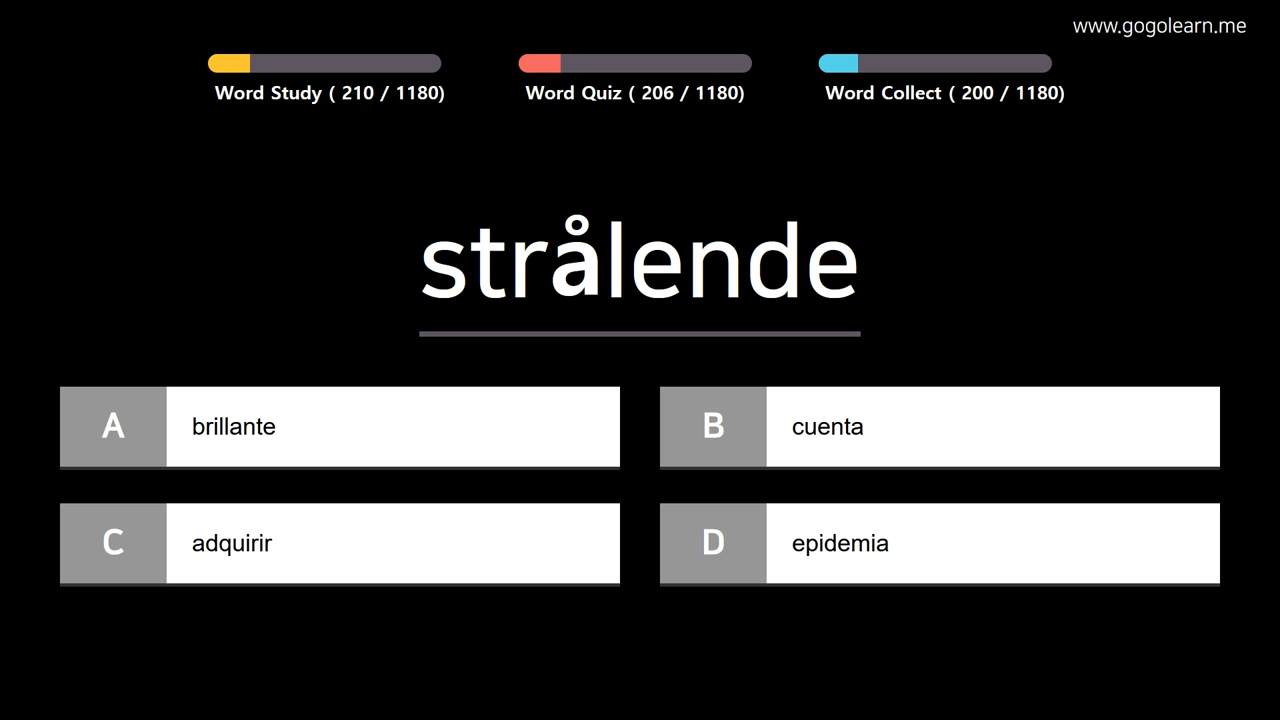 www.gogolearn.me
Word Study ( 210 / 1180)
Word Quiz ( 206 / 1180)
Word Collect ( 200 / 1180)
strålende
A brillante
B cuenta
C adquirir
D epidemia